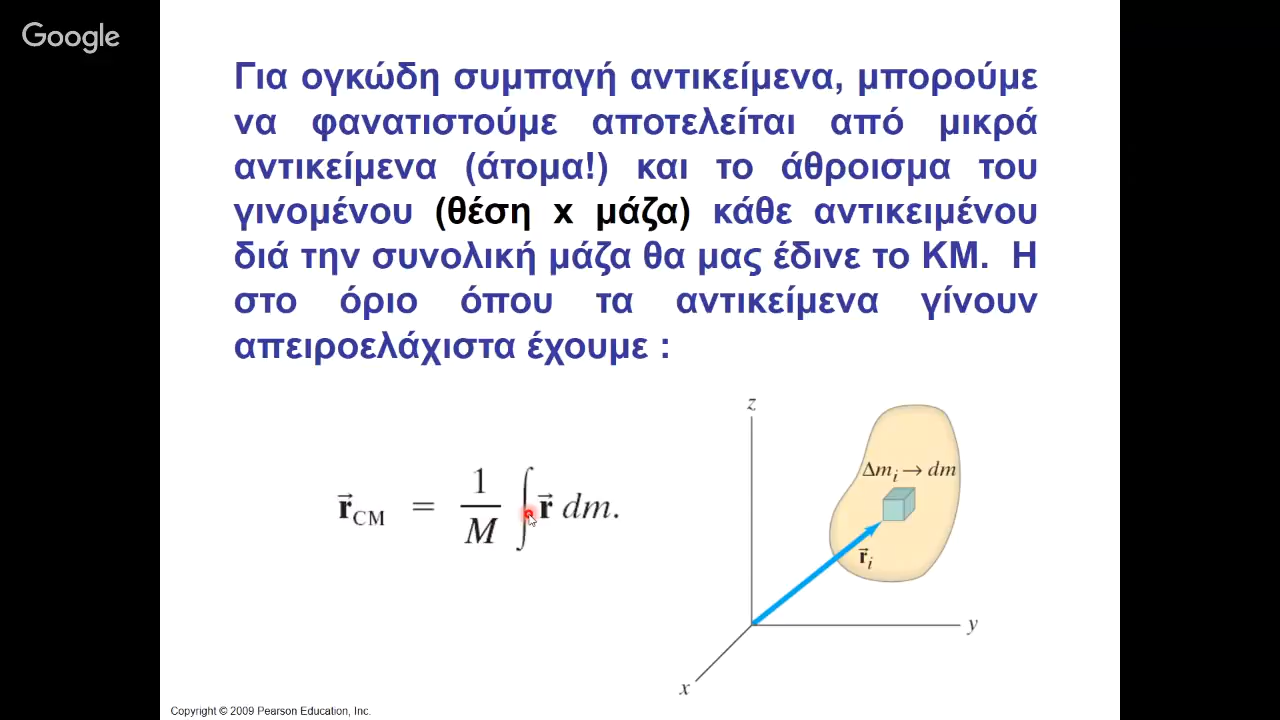 Google
Για ογκώδη συμπαγή αντικείμενα, μπορούμε
να φανατιστούμε αποτελείται από μικρά
αντικείμενα (άτομα!) και το άθροισμα του
γινομένου (θέση x μάζα) κάθε αντικειμένου
διά την συνολική μάζα θα μας έδινε το ΚΜ. Η
στο όριο όπου τα αντικείμενα γίνουν
απειροελάχιστα έχουμε :
z
Δmᵢ → dm
r⃗_CM = 1/M ∫ r⃗ dm.
r⃗ᵢ
y
x
Copyright © 2009 Pearson Education, Inc.